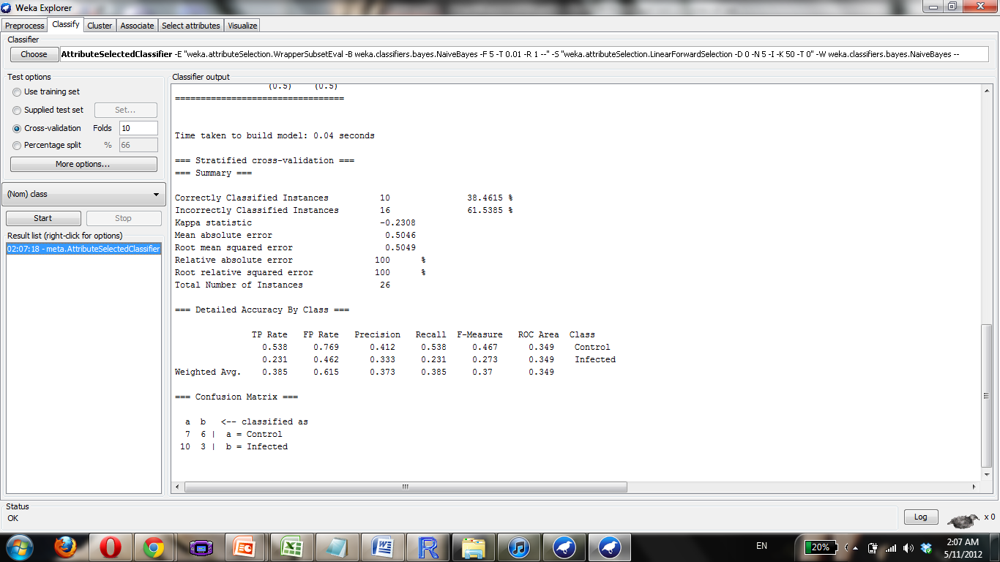 Weka Explorer
Preprocess Classify Cluster Associate Select attributes Visualize
Classifier
Choose AttributeSelectedClassifier -E "weka.attributeSelection.WrapperSubsetEval -B weka.classifiers.bayes.NaiveBayes -F 5 -T 0.01 -R 1 --" -S "weka.attributeSelection.LinearForwardSelection -D 0 -N 5 -I -K 50 -T 0" -W weka.classifiers.bayes.NaiveBayes --
Test options
Use training set
Supplied test set Set...
Cross-validation Folds 10
Percentage split % 66
More options...
(Nom) class
Start Stop
Result list (right-click for options)
02:07:18 - meta.AttributeSelectedClassifier
Classifier output
(0.5) (0.5)
=================================
Time taken to build model: 0.04 seconds
=== Stratified cross-validation ===
=== Summary ===
Correctly Classified Instances 10 38.4615 %
Incorrectly Classified Instances 16 61.5385 %
Kappa statistic -0.2308
Mean absolute error 0.5046
Root mean squared error 0.5049
Relative absolute error 100 %
Root relative squared error 100 %
Total Number of Instances 26
=== Detailed Accuracy By Class ===
TP Rate FP Rate Precision Recall F-Measure ROC Area Class
0.538 0.769 0.412 0.538 0.467 0.349 Control
0.231 0.462 0.333 0.231 0.273 0.349 Infected
Weighted Avg. 0.385 0.615 0.373 0.385 0.37 0.349
=== Confusion Matrix ===
a b <-- classified as
7 6 | a = Control
10 3 | b = Infected
Status
OK
Log x 0
EN 20% 2:07 AM
5/11/2012